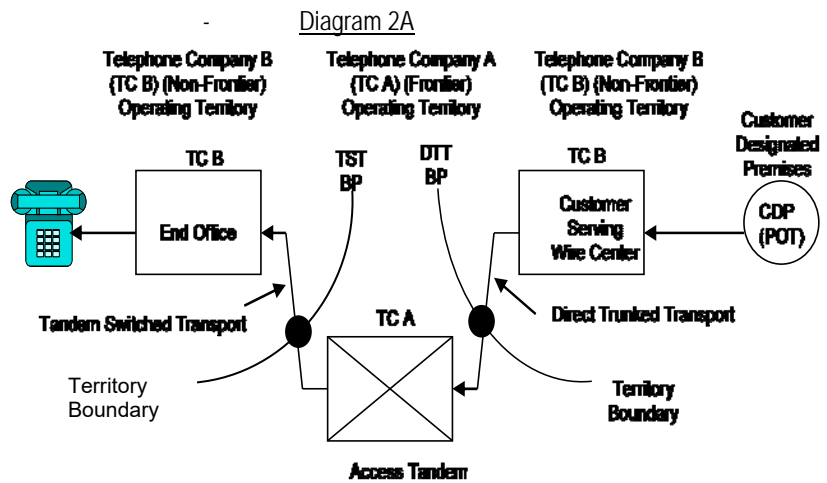 -
Diagram 2A
Telephone Company B
(TC B) (Non-Frontier)
Operating Territory
Telephone Company A
(TC A) (Frontier)
Operating Territory
Telephone Company B
(TC B) (Non-Frontier)
Operating Territory
Customer
Designated
Premises
TC B
TST
BP
DTT
BP
TC B
End Office
Customer
Serving
Wire Center
CDP
(POT)
Tandem Switched Transport
TC A
Direct Trunked Transport
Territory
Boundary
Territory
Boundary
Access Tandem